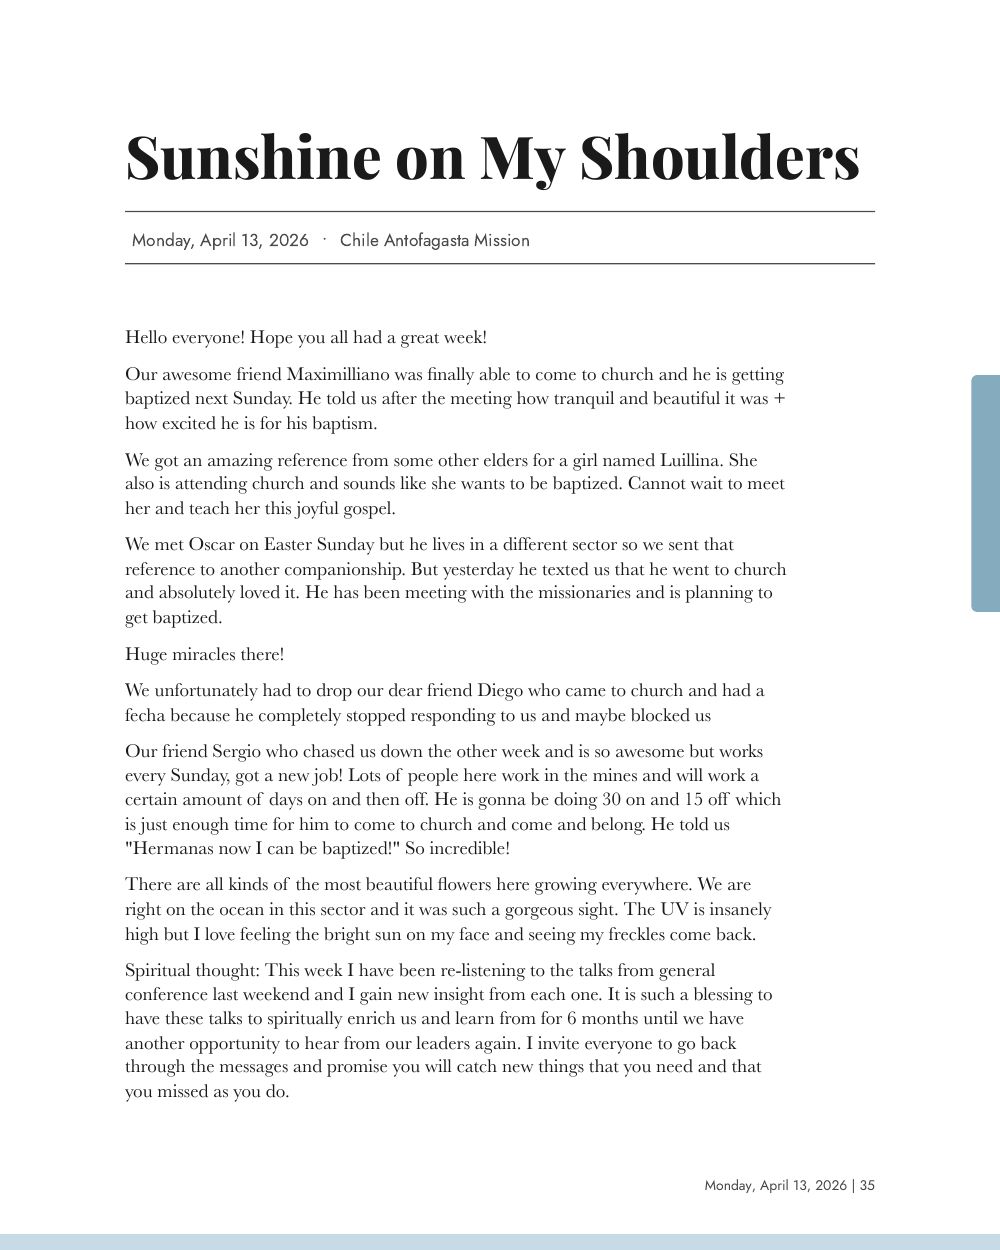 Sunshine on My Shoulders
Monday, April 13, 2026 · Chile Antofagasta Mission
Hello everyone! Hope you all had a great week!
Our awesome friend Maximilliano was finally able to come to church and he is getting
baptized next Sunday. He told us after the meeting how tranquil and beautiful it was +
how excited he is for his baptism.
We got an amazing reference from some other elders for a girl named Luillina. She
also is attending church and sounds like she wants to be baptized. Cannot wait to meet
her and teach her this joyful gospel.
We met Oscar on Easter Sunday but he lives in a different sector so we sent that
reference to another companionship. But yesterday he texted us that he went to church
and absolutely loved it. He has been meeting with the missionaries and is planning to
get baptized.
Huge miracles there!
We unfortunately had to drop our dear friend Diego who came to church and had a
fecha because he completely stopped responding to us and maybe blocked us
Our friend Sergio who chased us down the other week and is so awesome but works
every Sunday, got a new job! Lots of people here work in the mines and will work a
certain amount of days on and then off. He is gonna be doing 30 on and 15 off which
is just enough time for him to come to church and come and belong. He told us
"Hermanas now I can be baptized!" So incredible!
There are all kinds of the most beautiful flowers here growing everywhere. We are
right on the ocean in this sector and it was such a gorgeous sight. The UV is insanely
high but I love feeling the bright sun on my face and seeing my freckles come back.
Spiritual thought: This week I have been re-listening to the talks from general
conference last weekend and I gain new insight from each one. It is such a blessing to
have these talks to spiritually enrich us and learn from for 6 months until we have
another opportunity to hear from our leaders again. I invite everyone to go back
through the messages and promise you will catch new things that you need and that
you missed as you do.
Monday, April 13, 2026 | 35